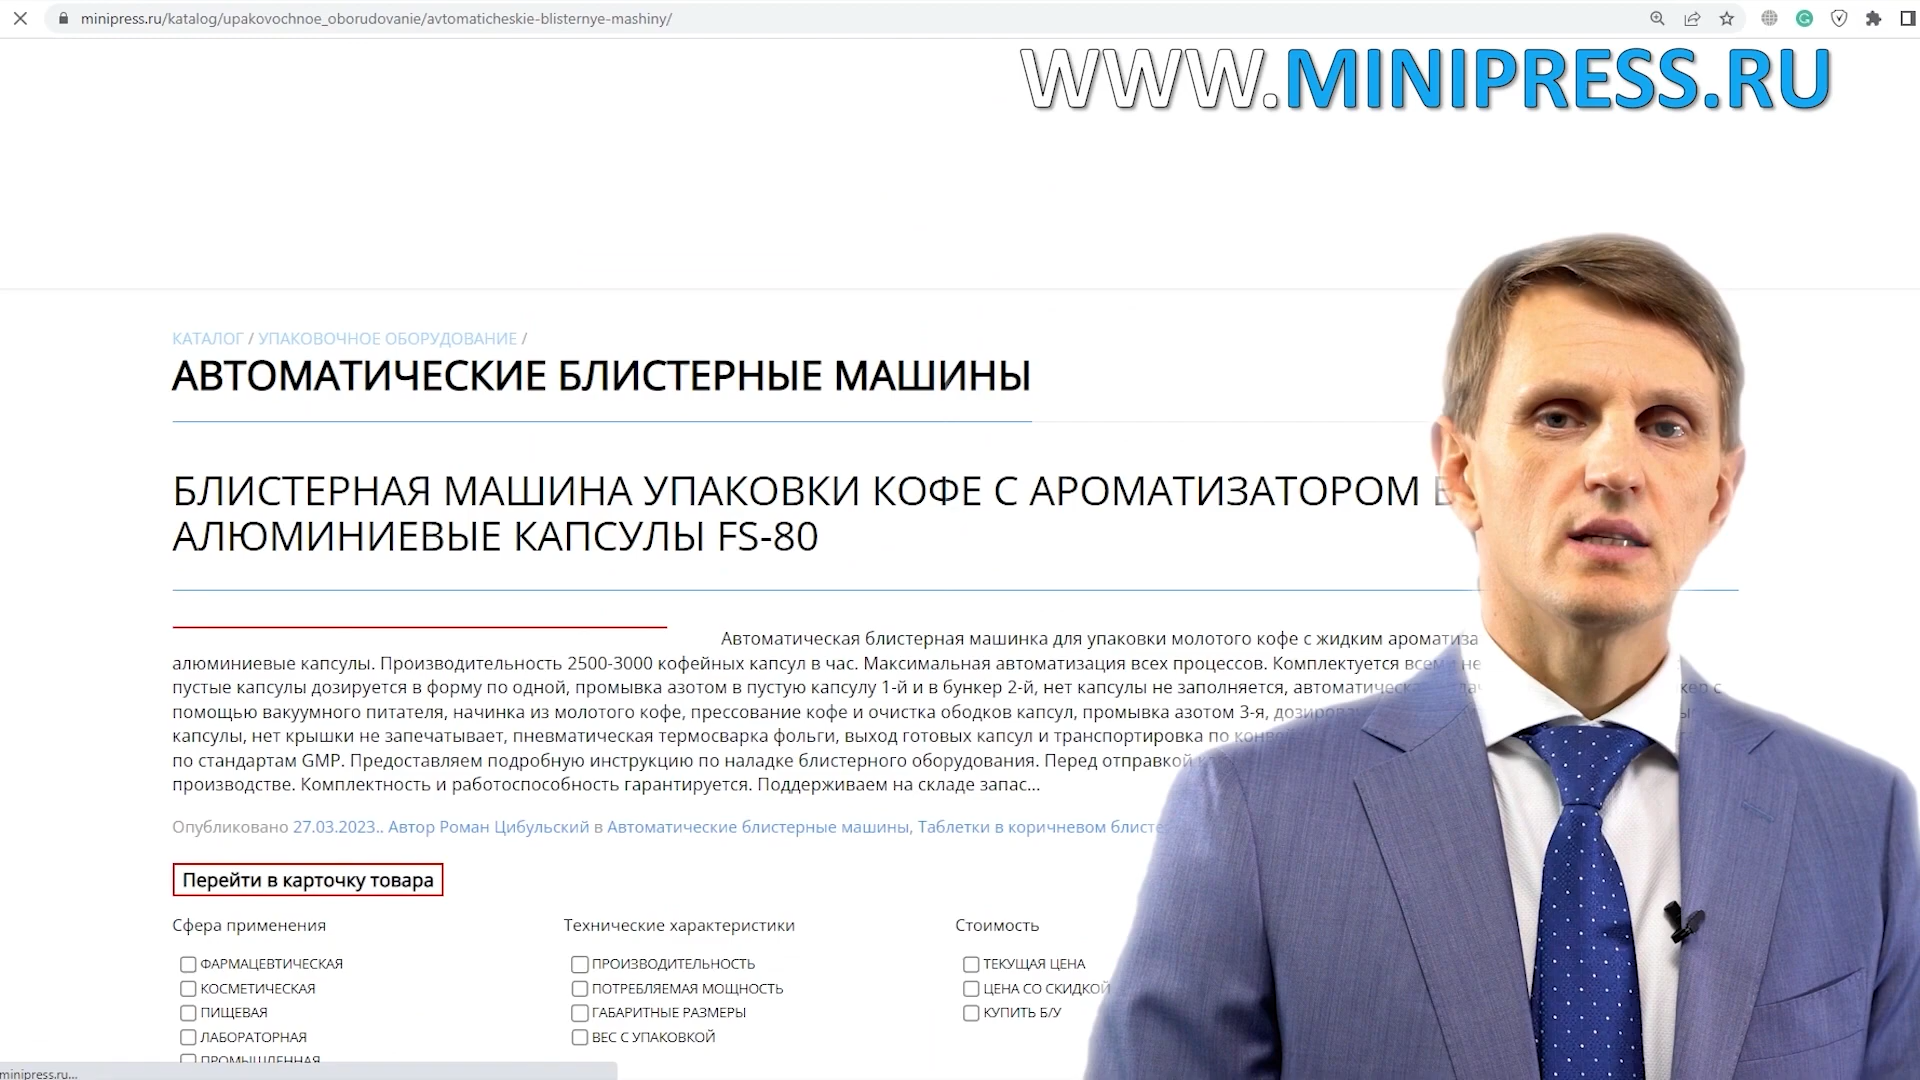 minipress.ru/katalog/upakovochnoe_oborudovanie/avtomaticheskie-blisternye-mashiny/
WWW.MINIPRESS.RU
КАТАЛОГ / УПАКОВОЧНОЕ ОБОРУДОВАНИЕ /
АВТОМАТИЧЕСКИЕ БЛИСТЕРНЫЕ МАШИНЫ
БЛИСТЕРНАЯ МАШИНА УПАКОВКИ КОФЕ С АРОМАТИЗАТОРОМ В
АЛЮМИНИЕВЫЕ КАПСУЛЫ FS-80
Автоматическая блистерная машинка для упаковки молотого кофе с жидким
алюминиевые капсулы. Производительность 2500-3000 кофейных капсул в час. Максимальная автоматизация всех процессов. Комплектуется
пустые капсулы дозируется в форму по одной, промывка азотом в пустую капсулу 1-й и в бункер 2-й, нет капсулы не заполняется,
помощью вакуумного питателя, начинка из молотого кофе, прессование кофе и очистка ободков капсул, промывка азотом 3-я,
капсулы, нет крышки не запечатывает, пневматическая термосварка фольги, выход готовых капсул и транспортировка по
по стандартам GMP. Предоставляем подробную инструкцию по наладке блистерного оборудования. Перед отправкой
производстве. Комплектность и работоспособность гарантируется. Поддерживаем на складе запас...
Опубликовано 27.03.2023.. Автор Роман Цибульский в Автоматические блистерные машины, Таблетки в коричневом
Перейти в карточку товара
Сфера применения
ФАРМАЦЕВТИЧЕСКАЯ
КОСМЕТИЧЕСКАЯ
ПИЩЕВАЯ
ЛАБОРАТОРНАЯ
ПРОМЫШЛЕННАЯ
Технические характеристики
ПРОИЗВОДИТЕЛЬНОСТЬ
ПОТРЕБЛЯЕМАЯ МОЩНОСТЬ
ГАБАРИТНЫЕ РАЗМЕРЫ
ВЕС С УПАКОВКОЙ
Стоимость
ТЕКУЩАЯ ЦЕНА
ЦЕНА СО СКИДКОЙ
КУПИТЬ Б/У
minipress.ru...